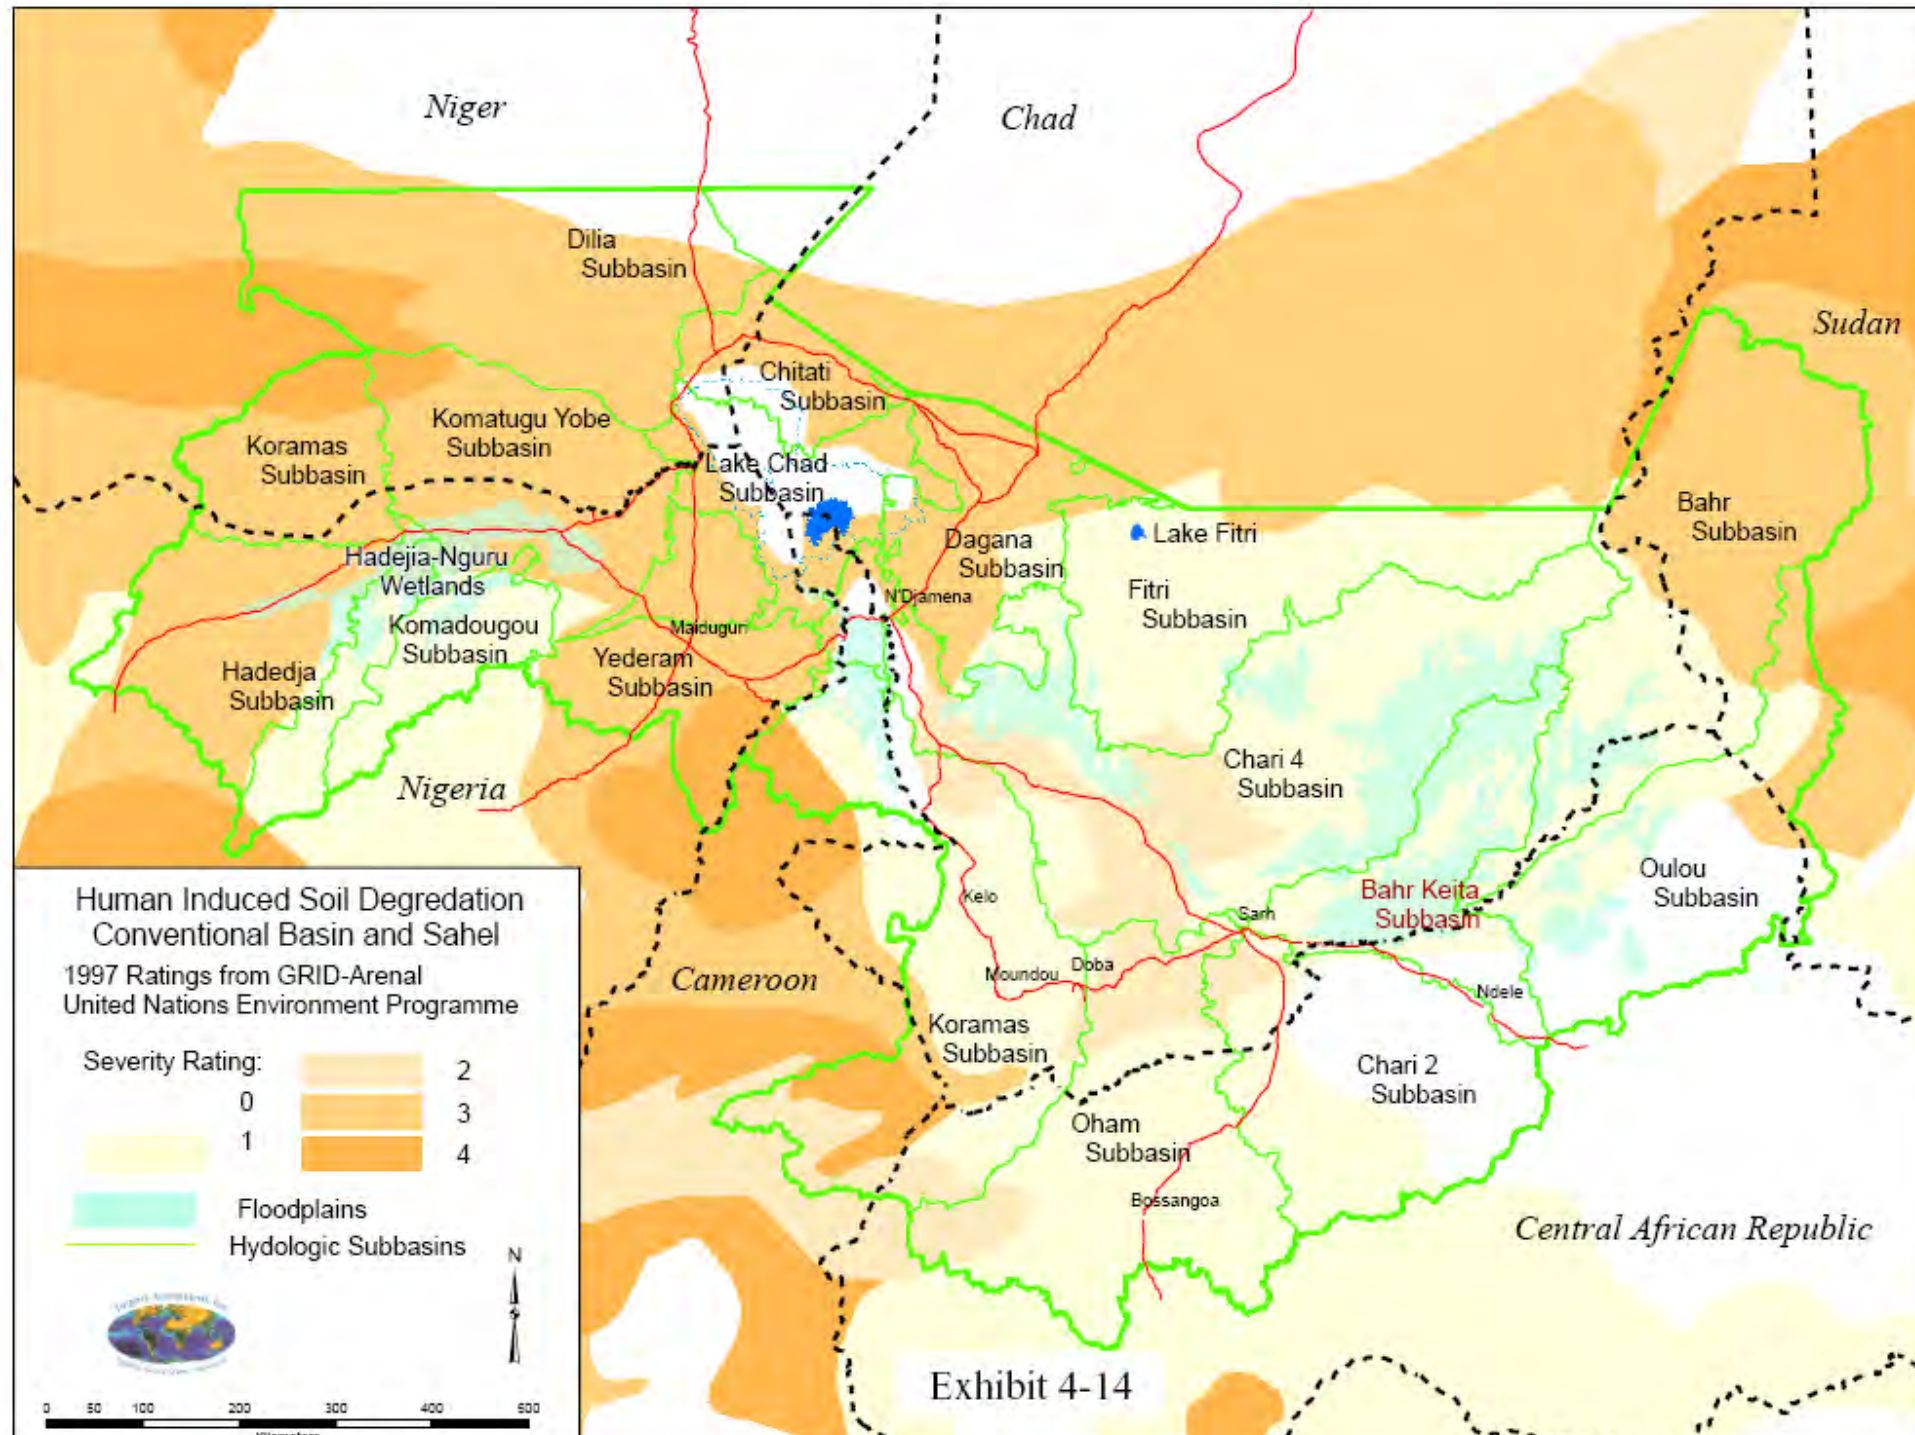 Niger
Chad
Dilia
Subbasin
Sudan
Chitati
Subbasin
Komatugu Yobe
Subbasin
Koramas
Subbasin
Lake Chad
Subbasin
Bahr
Subbasin
Lake Fitri
Dagana
Subbasin
Hadejia-Nguru
Wetlands
Fitri
Subbasin
N'Djamena
Komadougou
Subbasin
Maiduguri
Yederam
Subbasin
Hadedja
Subbasin
Chari 4
Subbasin
Nigeria
Oulou
Subbasin
Bahr Keita
Subbasin
Kelo
Sarh
Cameroon
Moundou
Doba
Ndele
Koramas
Subbasin
Chari 2
Subbasin
Oham
Subbasin
Bossangoa
Central African Republic
Human Induced Soil Degredation
Conventional Basin and Sahel
1997 Ratings from GRID-Arenal
United Nations Environment Programme
Severity Rating:
0
1
2
3
4
Floodplains
Hydologic Subbasins
N
0 50 100 200 300 400 500
Exhibit 4-14